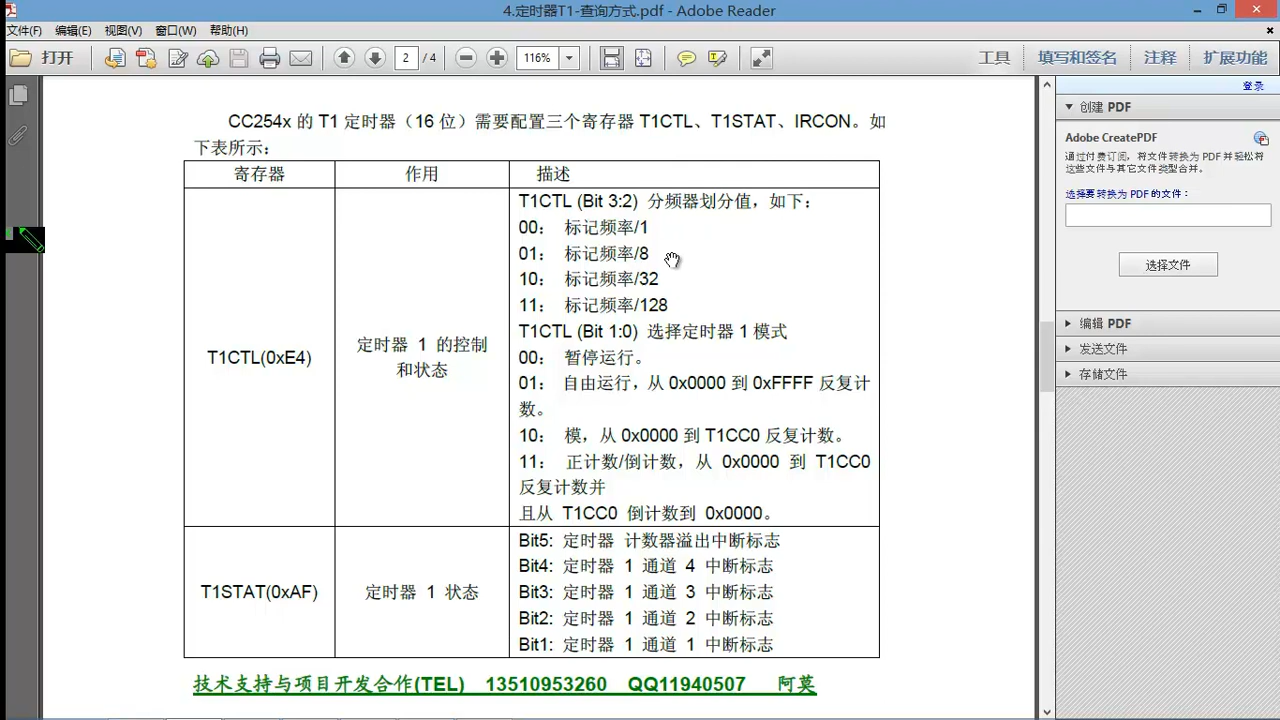 4.定时器T1-查询方式.pdf - Adobe Reader
文件(F) 编辑(E) 视图(V) 窗口(W) 帮助(H)
打开 2 / 4 116% 工具 填写和签名 注释 扩展功能
登录
创建 PDF
Adobe CreatePDF
通过付费订阅，将文件转换为 PDF 并轻松将
这些文件与其它文件类型合并。
选择要转换为 PDF 的文件：
选择文件
编辑 PDF
发送文件
存储文件
CC254x 的 T1 定时器（16 位）需要配置三个寄存器 T1CTL、T1STAT、IRCON。如
下表所示：
寄存器 作用 描述
T1CTL(0xE4)
定时器 1 的控制
和状态
T1CTL (Bit 3:2) 分频器划分值，如下：
00： 标记频率/1
01： 标记频率/8
10： 标记频率/32
11： 标记频率/128
T1CTL (Bit 1:0) 选择定时器 1 模式
00： 暂停运行。
01： 自由运行，从 0x0000 到 0xFFFF 反复计
数。
10： 模，从 0x0000 到 T1CC0 反复计数。
11： 正计数/倒计数，从 0x0000 到 T1CC0
反复计数并
且从 T1CC0 倒计数到 0x0000。
T1STAT(0xAF)
定时器 1 状态
Bit5: 定时器 计数器溢出中断标志
Bit4: 定时器 1 通道 4 中断标志
Bit3: 定时器 1 通道 3 中断标志
Bit2: 定时器 1 通道 2 中断标志
Bit1: 定时器 1 通道 1 中断标志
技术支持与项目开发合作(TEL) 13510953260 QQ11940507 阿莫